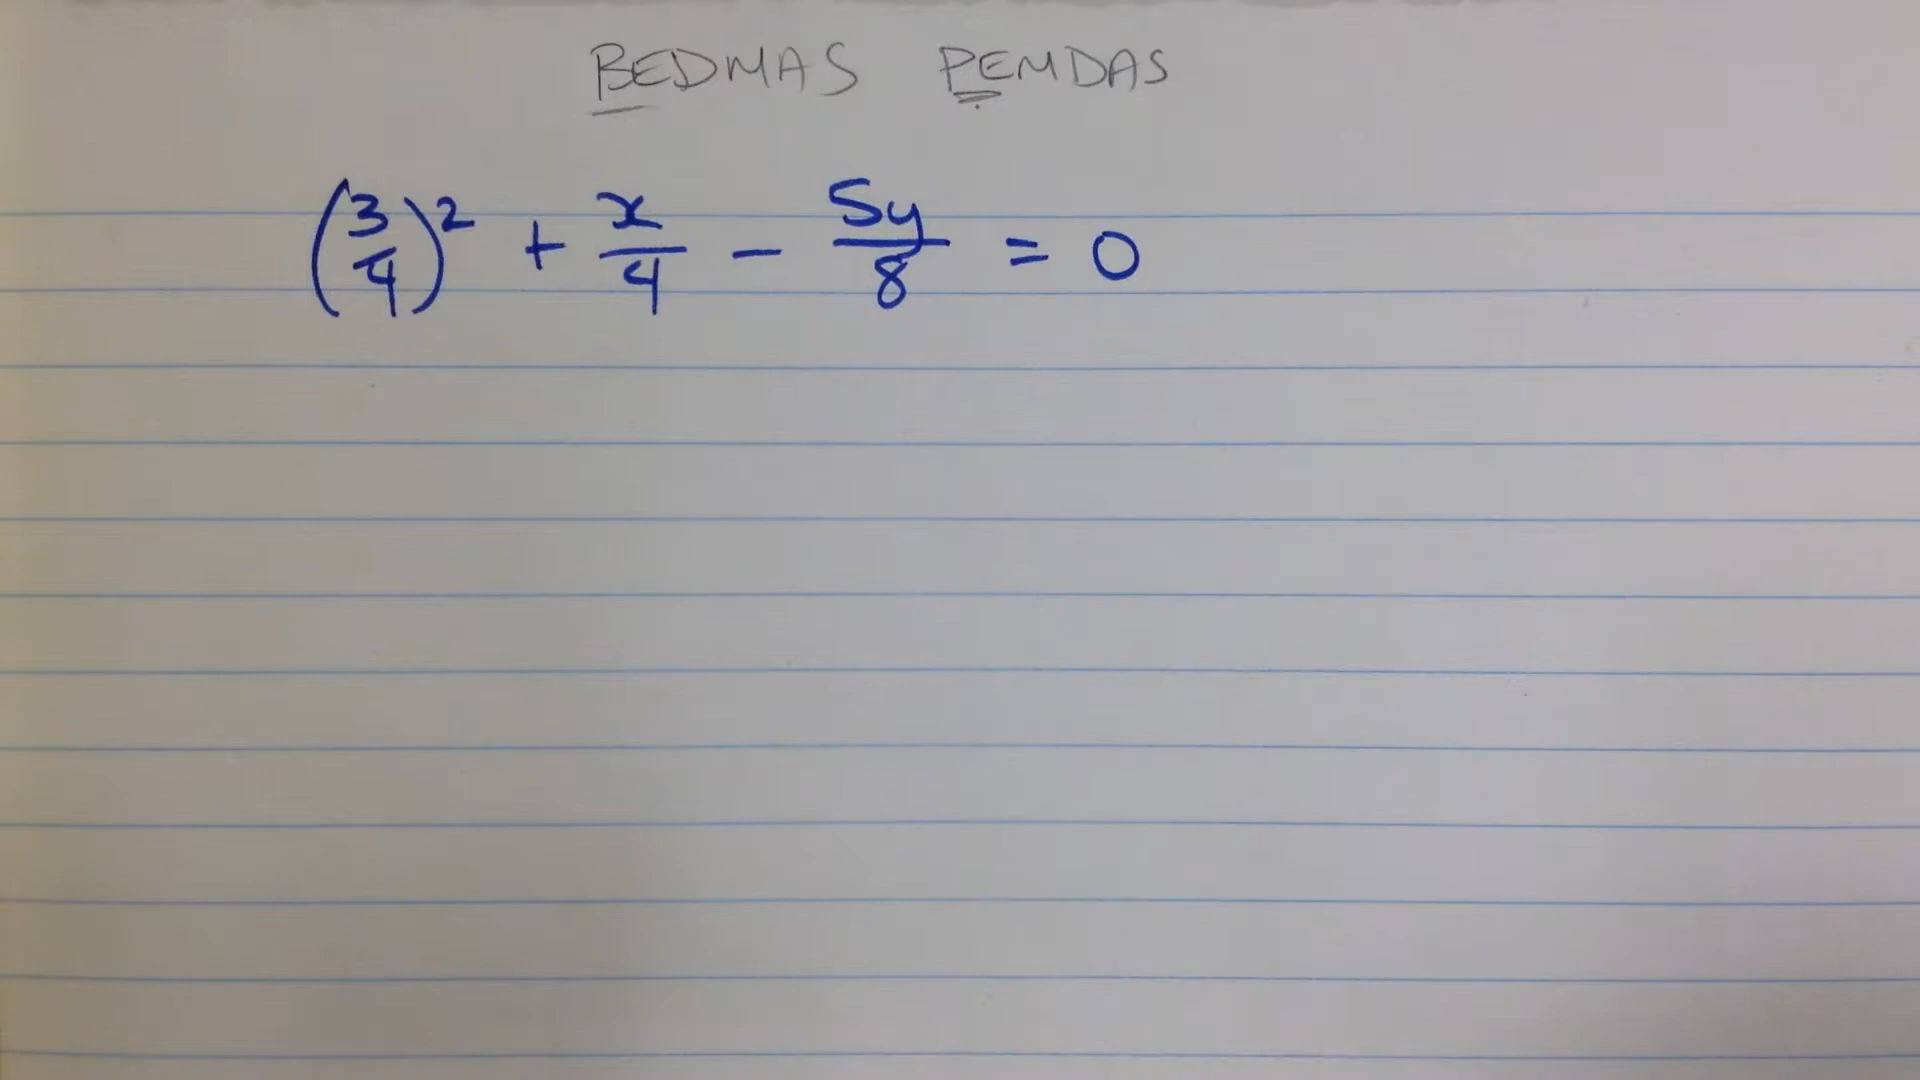 BEDMAS PEMDAS
(3/4)² + x/4 - 5y/8 = 0